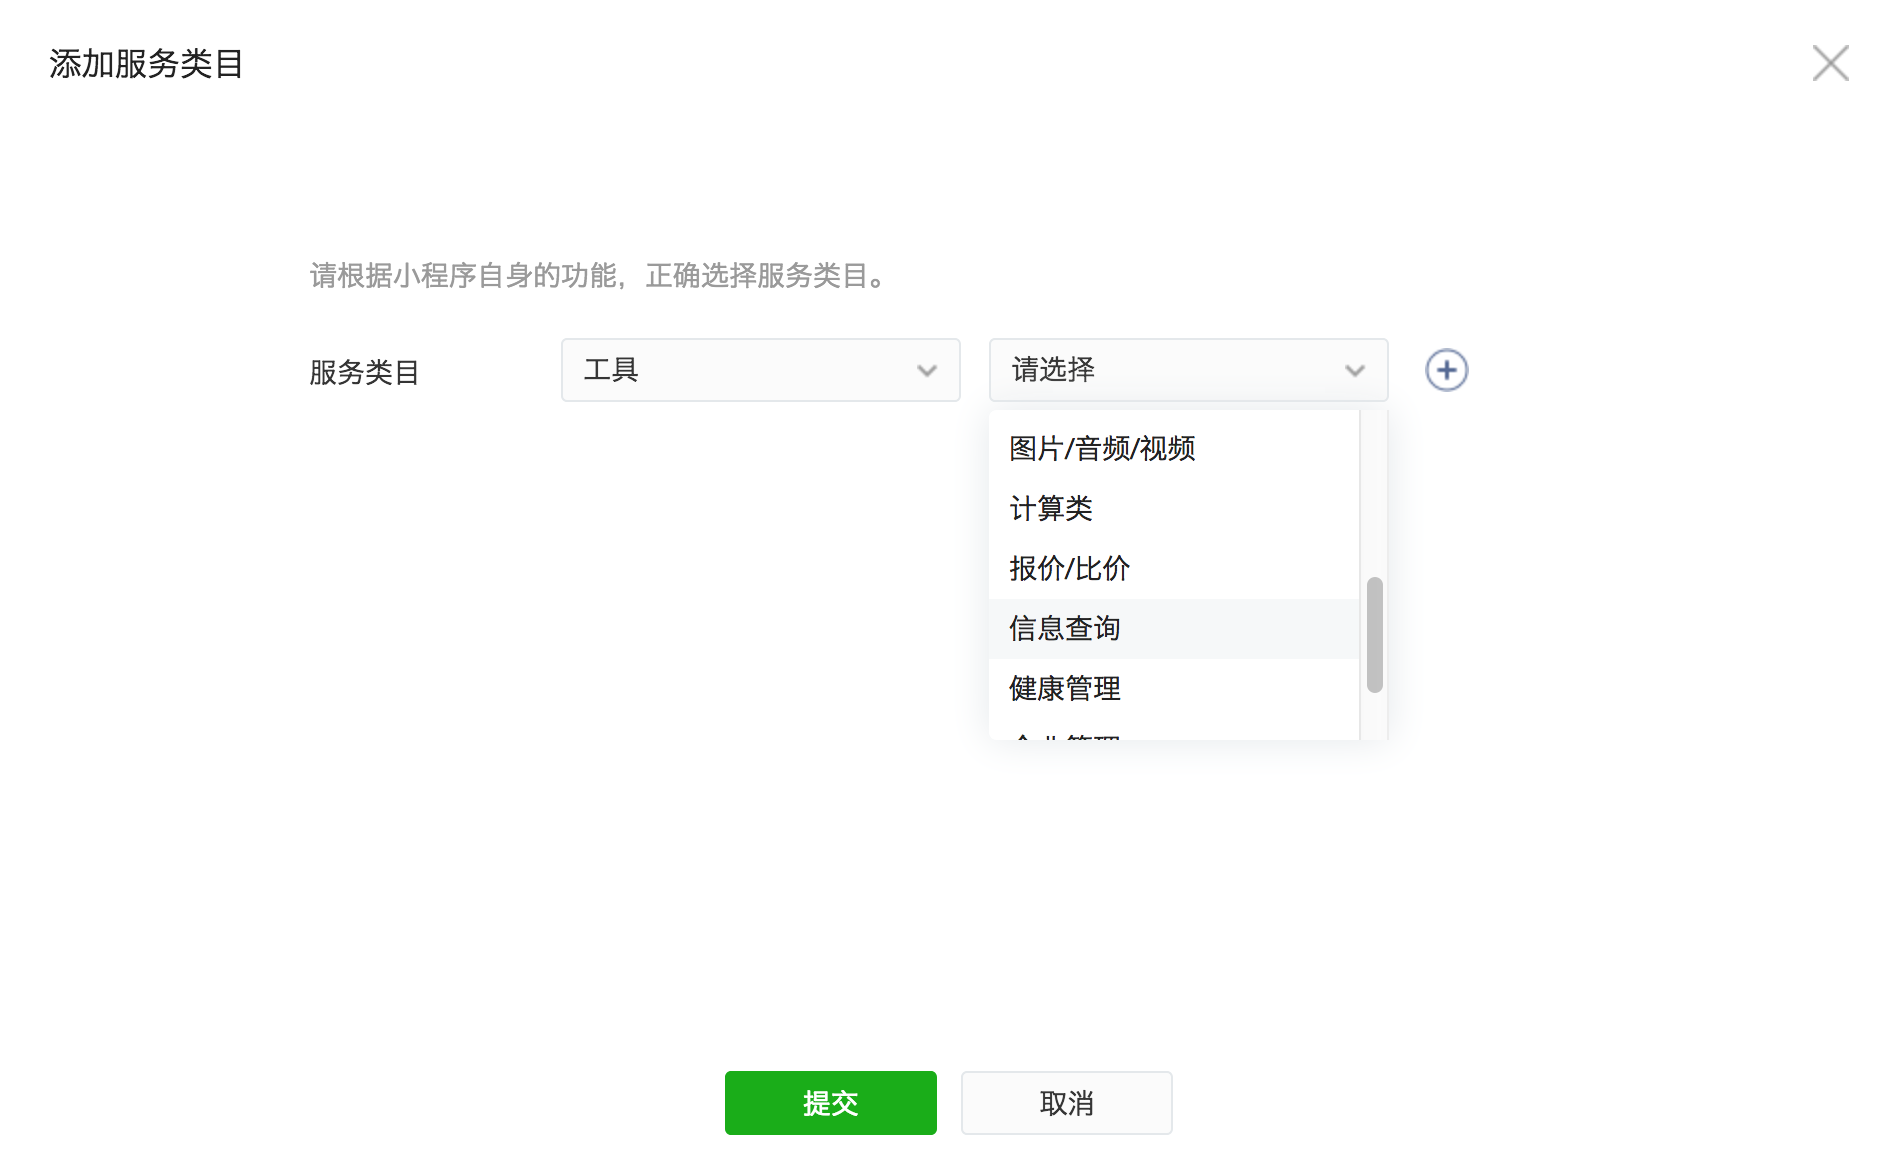 添加服务类目
请根据小程序自身的功能，正确选择服务类目。
服务类目
工具
请选择
图片/音频/视频
计算类
报价/比价
信息查询
健康管理
提交
取消